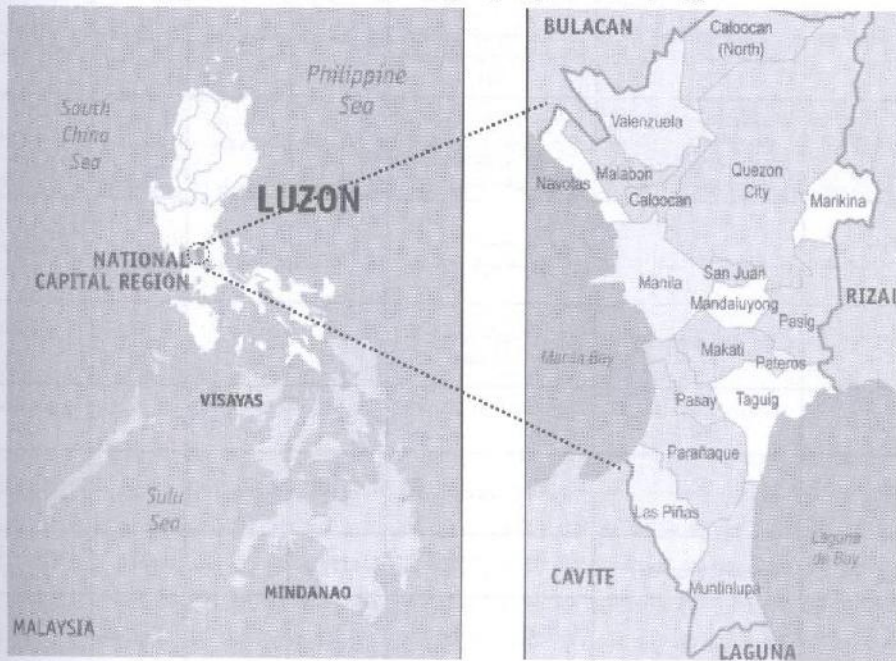 Philippine
Sea
South
China
Sea
LUZON
NATIONAL
CAPITAL REGION
VISAYAS
Sulu
Sea
MINDANAO
MALAYSIA
BULACAN
Caloocan
(North)
Valenzuela
Malabon
Navotas
Caloocan
Quezon
City
Marikina
San Juan
Manila
Mandaluyong
RIZAL
Pasig
Makati
Manila Bay
Pateros
Pasay
Taguig
Parañaque
Las Piñas
Laguna
de Bay
CAVITE
Muntinlupa
LAGUNA